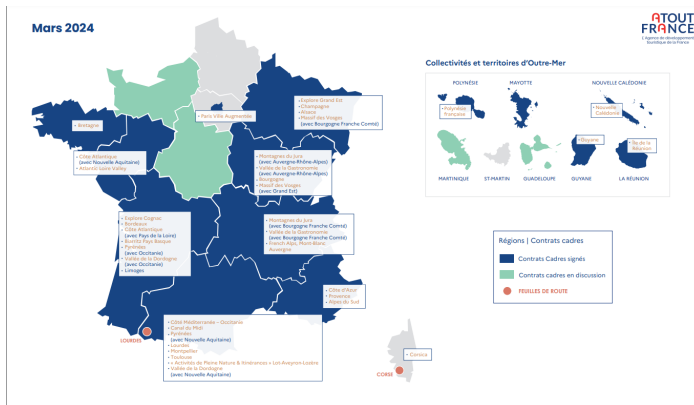 Mars 2024
ATOUT
FRANCE
L'Agence de développement
touristique de la France
Collectivités et territoires d'Outre-Mer
POLYNÉSIE
MAYOTTE
NOUVELLE CALÉDONIE
• Polynésie
Française
• Nouvelle
Calédonie
• Guyane
• Île de la
Réunion
MARTINIQUE
ST-MARTIN
GUADELOUPE
GUYANE
LA RÉUNION
• Explore Grand Est
• Champagne
• Alsace
• Massif des Vosges
(avec Bourgogne Franche Comté)
• Paris Ville Augmentée
• Bretagne
• Côte Atlantique
(avec Nouvelle Aquitaine)
• Atlantic Loire Valley
• Montagnes du Jura
(avec Auvergne-Rhône-Alpes)
• Vallée de la Gastronomie
(avec Auvergne-Rhône-Alpes)
• Bourgogne
• Massif des Vosges
(avec Grand Est)
• Explore Cognac
• Bordeaux
• Côte Atlantique
(avec Pays de la Loire)
• Biarritz Pays Basque
• Pyrénées
(avec Occitanie)
• Vallée de la Dordogne
(avec Occitanie)
• Limoges
• Montagnes du Jura
(avec Bourgogne Franche Comté)
• Vallée de la Gastronomie
(avec Bourgogne Franche Comté)
• French Alps, Mont-Blanc
Auvergne
• Côte d'Azur
• Provence
• Alpes du Sud
LOURDES
• Côté Méditerranée – Occitanie
• Canal du Midi
• Pyrénées
(avec Nouvelle Aquitaine)
• Lourdes
• Montpellier
• Toulouse
• « Activités de Pleine Nature & Itinérances » Lot-Aveyron-Lozère
• Vallée de la Dordogne
(avec Nouvelle Aquitaine)
• Corsica
CORSE
Régions | Contrats cadres
Contrats Cadres signés
Contrats cadres en discussion
FEUILLES DE ROUTE